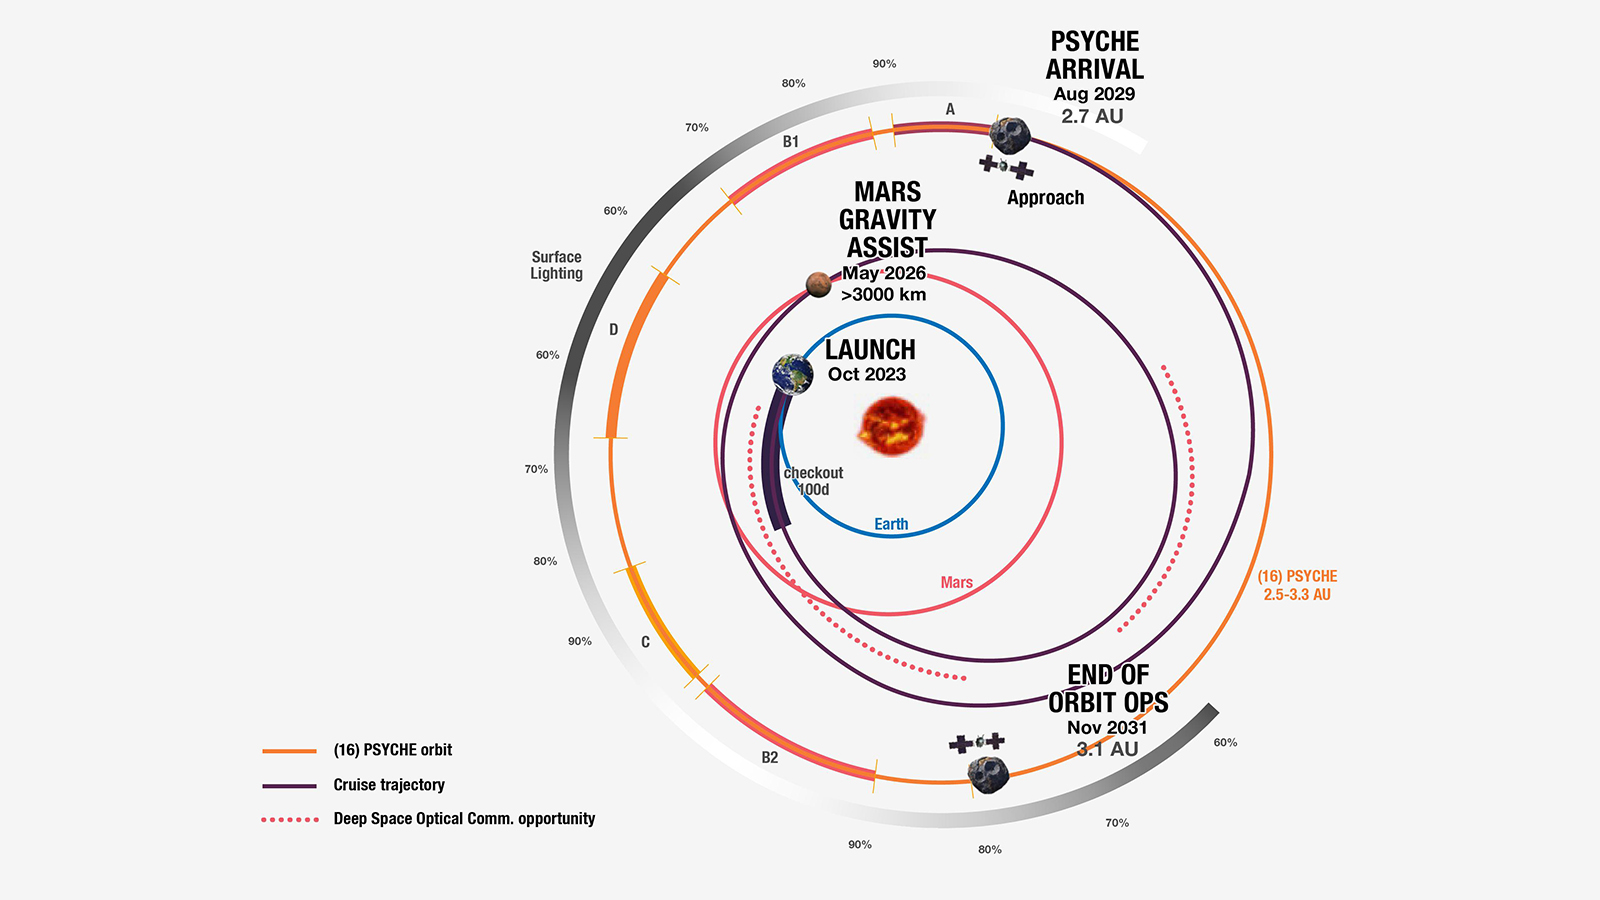 PSYCHE
ARRIVAL
Aug 2029
2.7 AU
90%
80%
A
70%
B1
Approach
MARS
GRAVITY
ASSIST
May 2026
>3000 km
60%
Surface
Lighting
D
LAUNCH
Oct 2023
60%
70%
checkout
100d
Earth
80%
Mars
(16) PSYCHE
2.5-3.3 AU
90%
C
END OF
ORBIT OPS
Nov 2031
3.1 AU
60%
B2
70%
90%
80%
(16) PSYCHE orbit
Cruise trajectory
Deep Space Optical Comm. opportunity